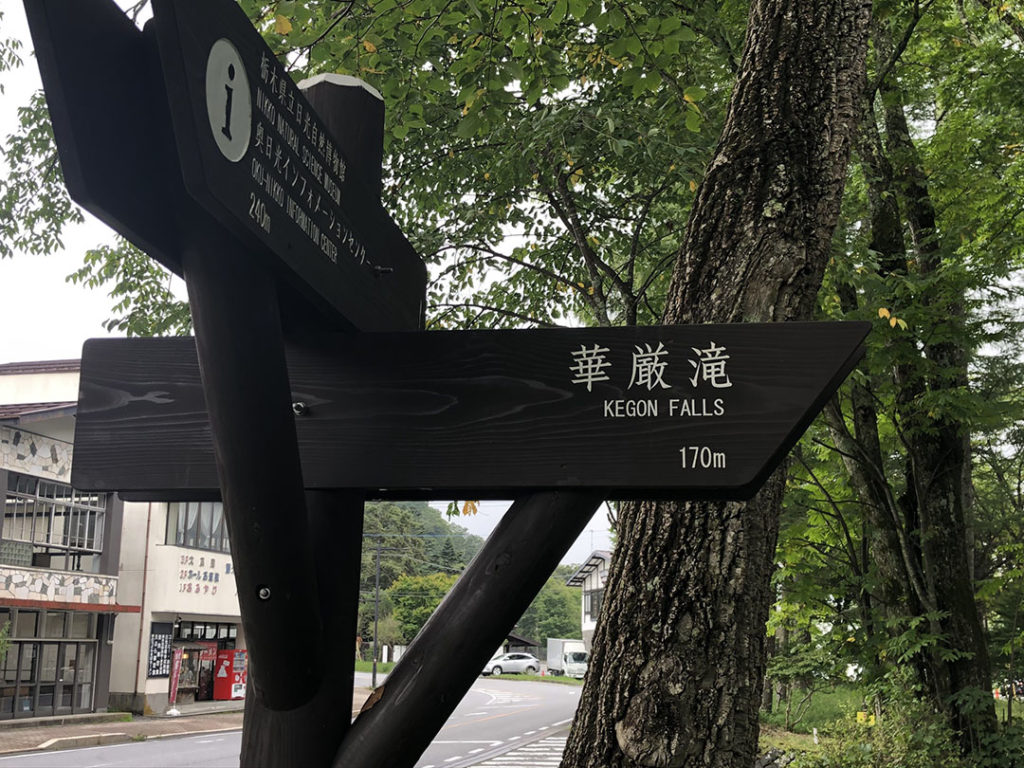 i
栃木県立日光自然博物館
NIKKO NATURAL SCIENCE MUSEUM
奥日光インフォメーションセンター
OKU-NIKKO INFORMATION CENTER
240m
華厳滝
KEGON FALLS
170m